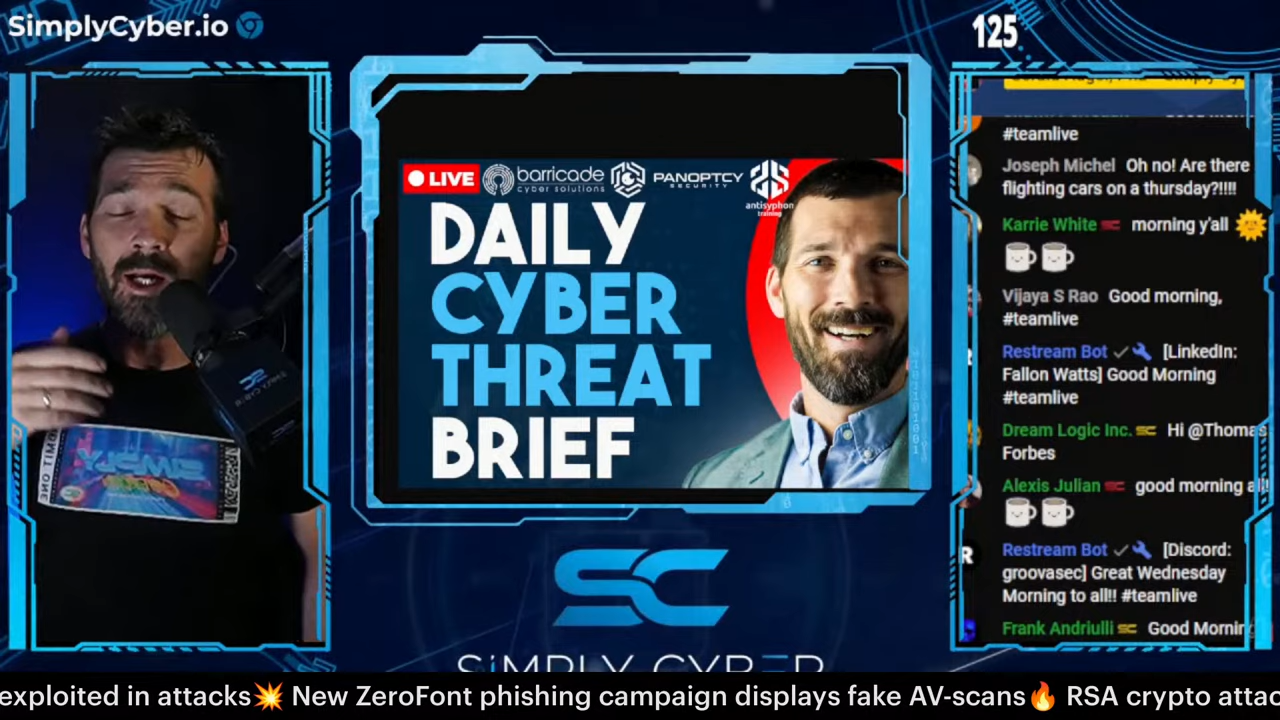 SimplyCyber.io
125
LIVE
barricade
cyber solutions
PANOPTCY
SECURITY
antisyphon
training
DAILY
CYBER
THREAT
BRIEF
#teamlive
Joseph Michel Oh no! Are there
flighting cars on a thursday?!!!!
Karrie White morning y'all
Vijaya S Rao Good morning,
#teamlive
Restream Bot [LinkedIn:
Fallon Watts] Good Morning
#teamlive
Dream Logic Inc. Hi @Thomas
Forbes
Alexis Julian good morning all!
Restream Bot [Discord:
groovasec] Great Wednesday
Morning to all!! #teamlive
Frank Andriulli Good Morning
SC
SIMPLY CYBER
exploited in attacks💥 New ZeroFont phishing campaign displays fake AV-scans🔥 RSA crypto attac